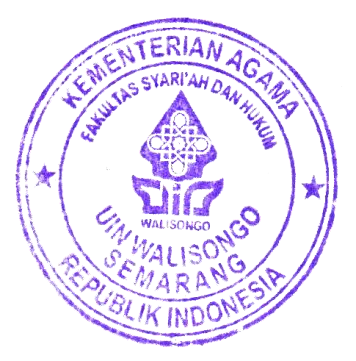 KEMENTERIAN AGAMA
FAKULTAS SYARI'AH DAN HUKUM
WALISONGO
UIN WALISONGO
SEMARANG
REPUBLIK INDONESIA